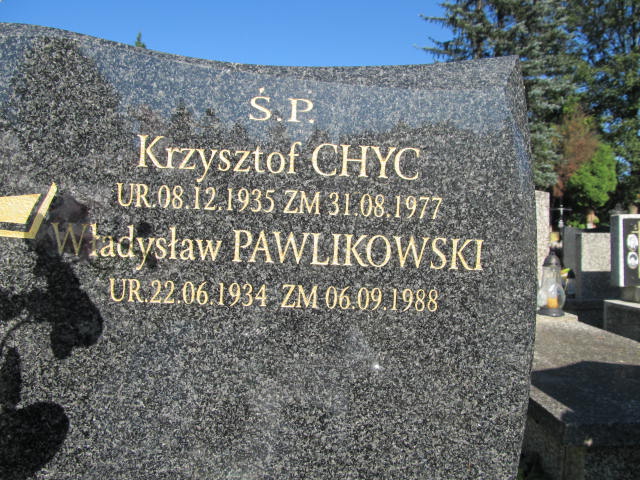 Ś.P.
Krzysztof CHYC
UR.08.12.1935 ZM 31.08.1977
Władysław PAWLIKOWSKI
UR.22.06.1934 ZM 06.09.1988